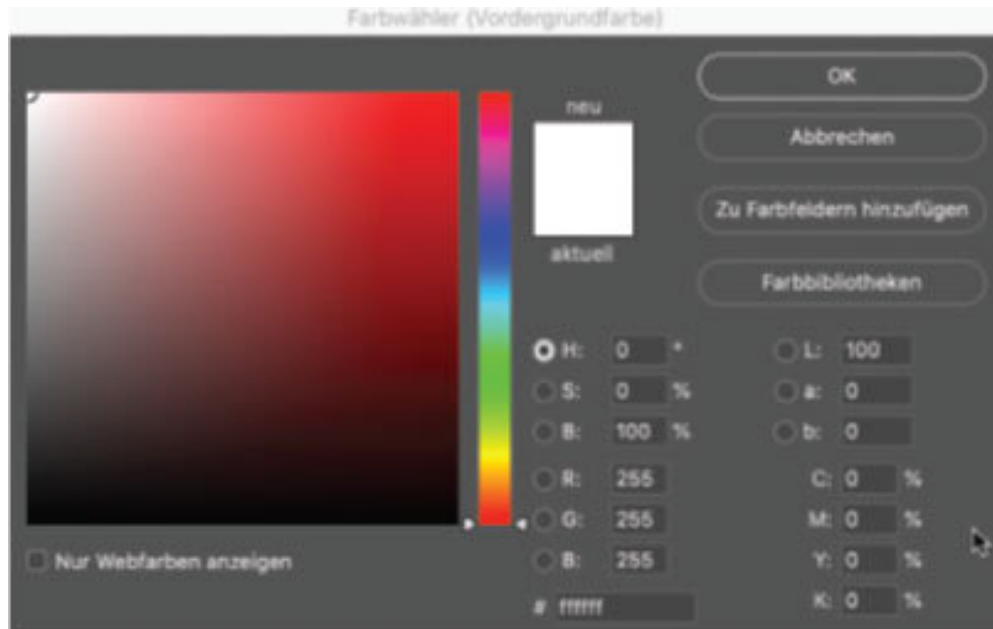 Farbwähler (Vordergrundfarbe)
neu
aktuell
OK
Abbrechen
Zu Farbfeldern hinzufügen
Farbbibliotheken
H: 0 °
S: 0 %
B: 100 %
R: 255
G: 255
B: 255
# ffffff
L: 100
a: 0
b: 0
C: 0 %
M: 0 %
Y: 0 %
K: 0 %
Nur Webfarben anzeigen